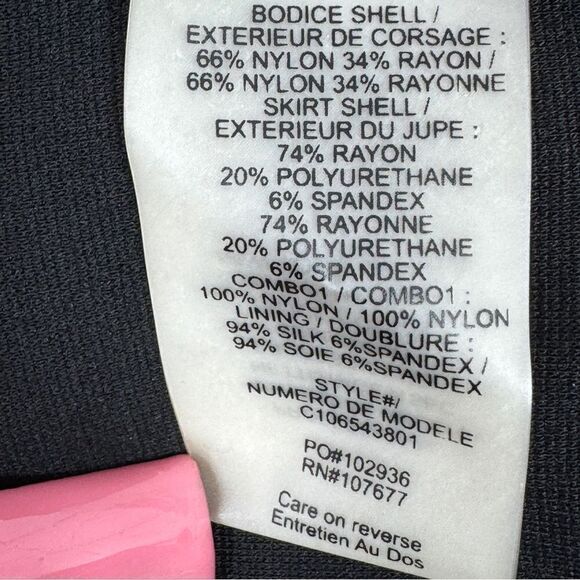 BODICE SHELL /
EXTERIEUR DE CORSAGE :
66% NYLON 34% RAYON /
66% NYLON 34% RAYONNE
SKIRT SHELL /
EXTERIEUR DU JUPE :
74% RAYON
20% POLYURETHANE
6% SPANDEX
74% RAYONNE
20% POLYURETHANE
6% SPANDEX
COMBO1 / COMBO1 :
100% NYLON / 100% NYLON
LINING / DOUBLURE :
94% SILK 6%SPANDEX /
94% SOIE 6%SPANDEX
STYLE#/
NUMERO DE MODELE
C106543801
PO#102936
RN#107677
Care on reverse
Entretien Au Dos